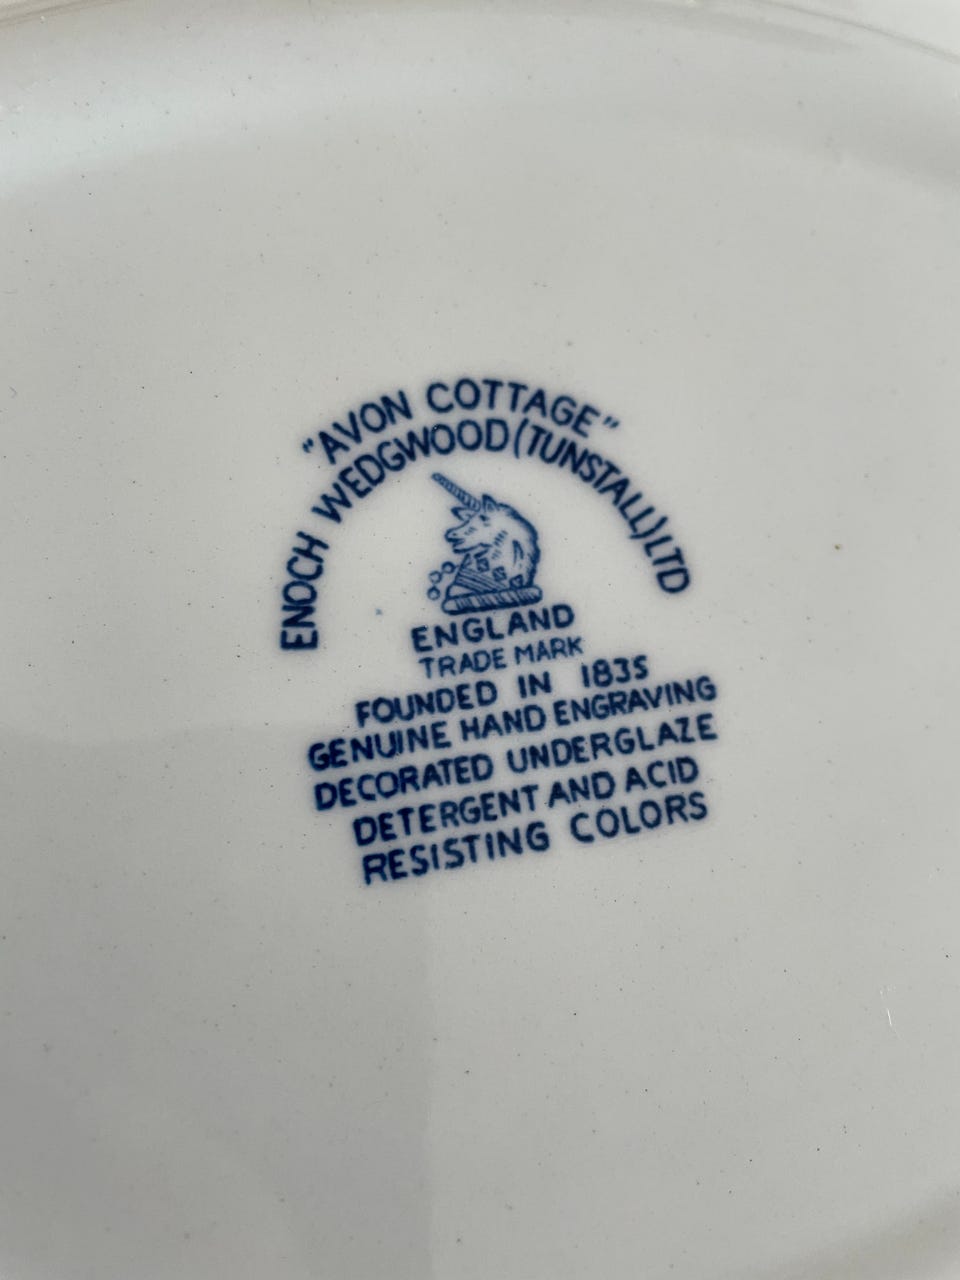 "AVON COTTAGE"
ENOCH WEDGWOOD (TUNSTALL) LTD
ENGLAND
TRADE MARK
FOUNDED IN 1835
GENUINE HAND ENGRAVING
DECORATED UNDERGLAZE
DETERGENT AND ACID
RESISTING COLORS